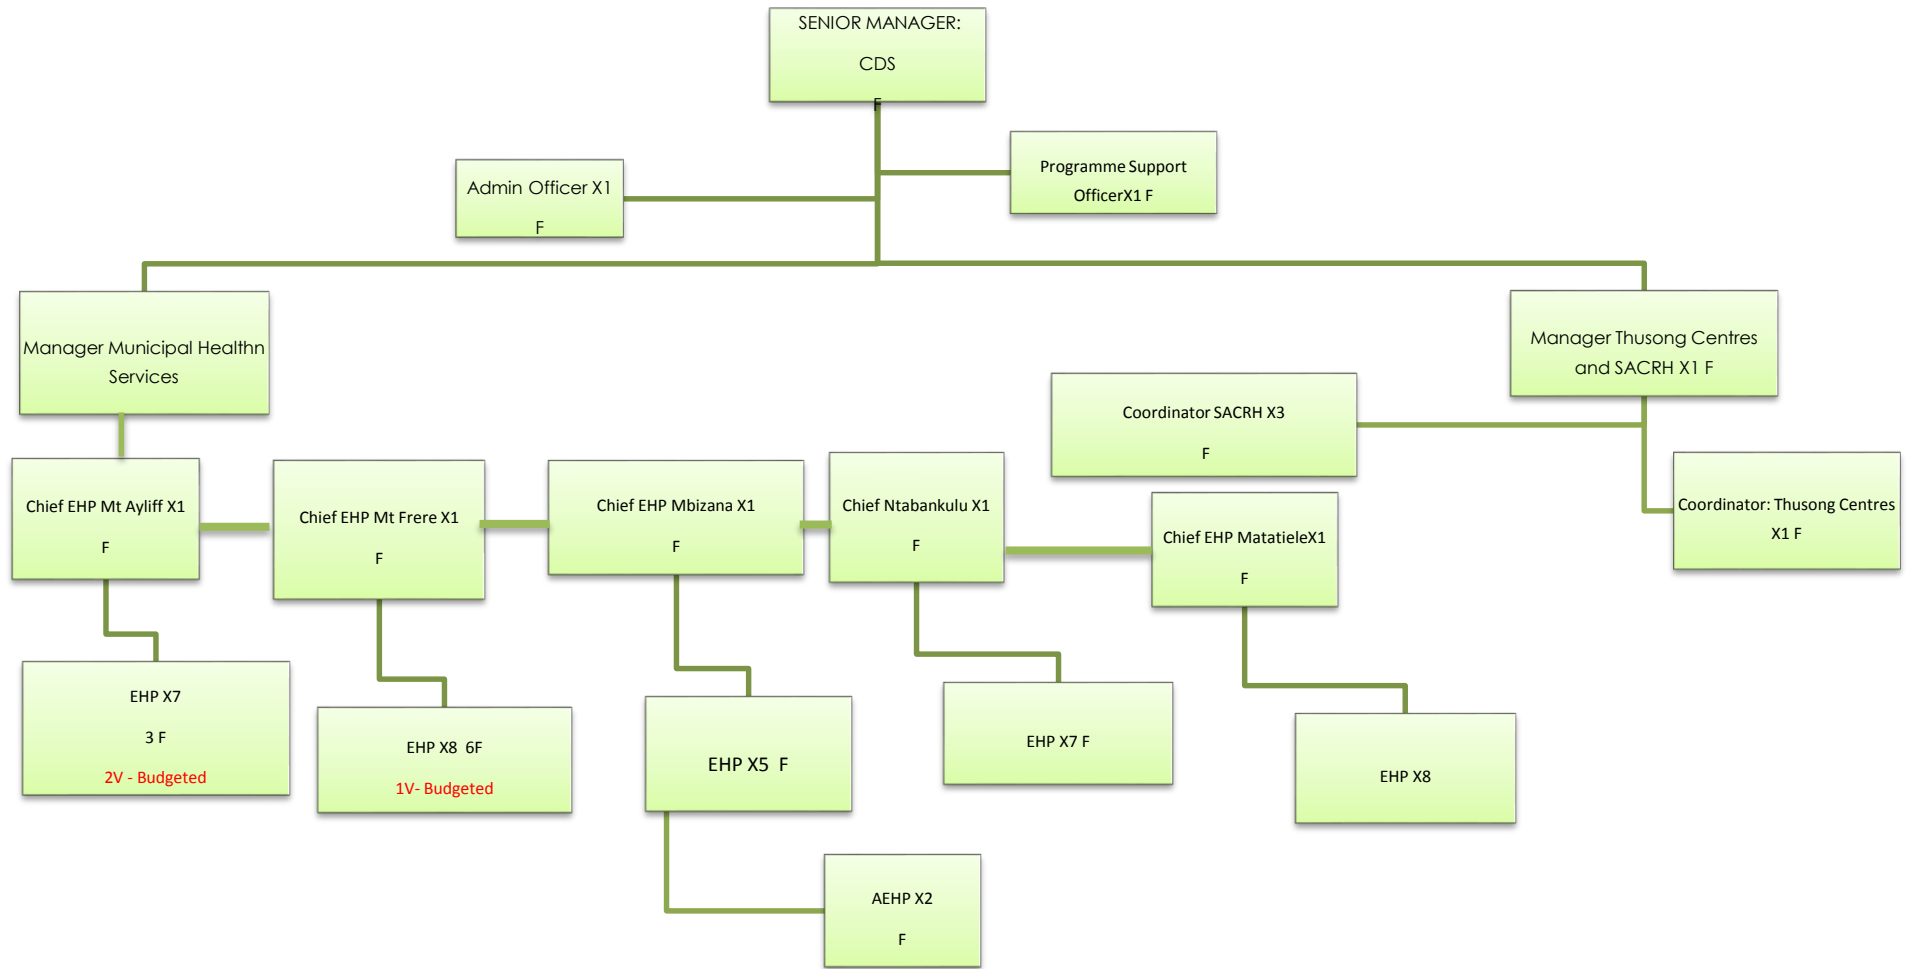 SENIOR MANAGER:
CDS
F
Programme Support
OfficerX1 F
Admin Officer X1
F
Manager Municipal Healthn
Services
Manager Thusong Centres
and SACRH X1 F
Coordinator SACRH X3
F
Coordinator: Thusong Centres
X1 F
Chief EHP Mt Ayliff X1
F
Chief EHP Mt Frere X1
F
Chief EHP Mbizana X1
F
Chief Ntabankulu X1
F
Chief EHP MatatieleX1
F
EHP X7
3 F
2V - Budgeted
EHP X8 6F
1V- Budgeted
EHP X5 F
EHP X7 F
EHP X8
AEHP X2
F